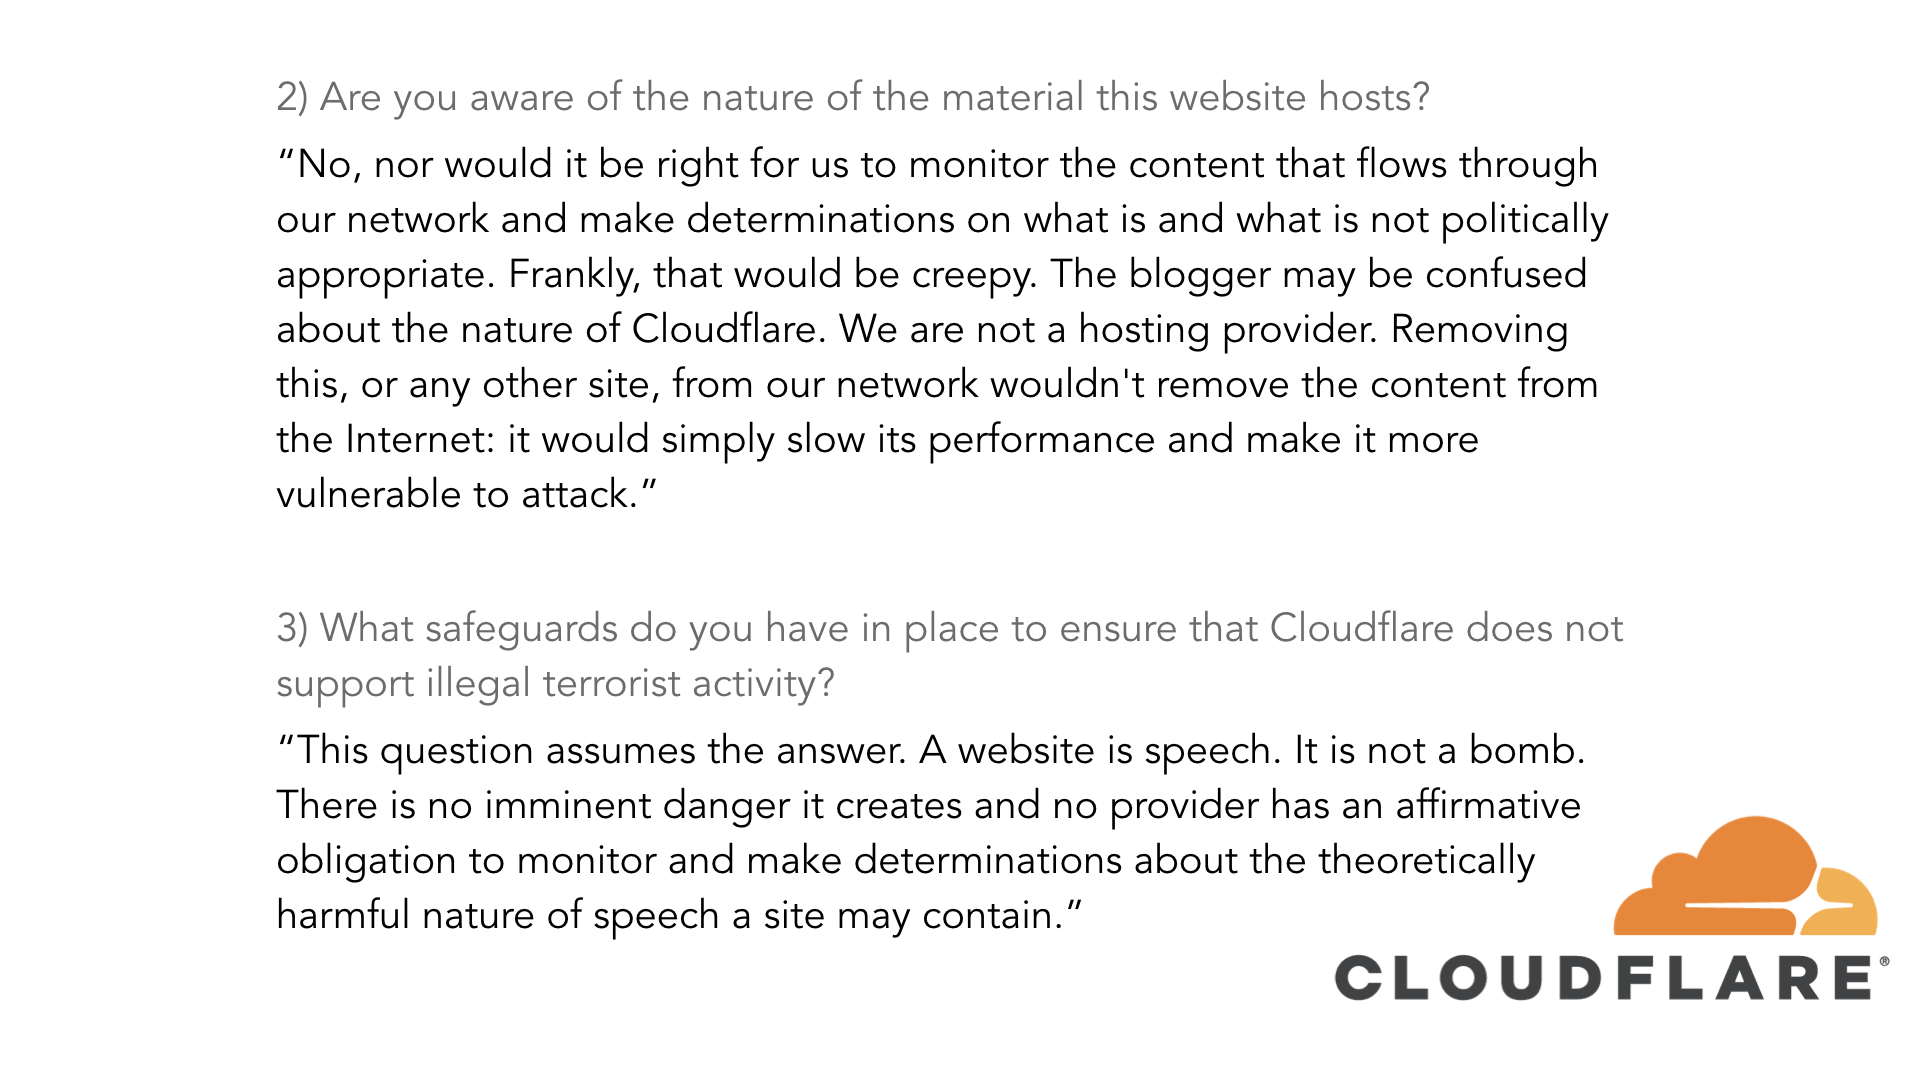 2) Are you aware of the nature of the material this website hosts?
“No, nor would it be right for us to monitor the content that flows through
our network and make determinations on what is and what is not politically
appropriate. Frankly, that would be creepy. The blogger may be confused
about the nature of Cloudflare. We are not a hosting provider. Removing
this, or any other site, from our network wouldn't remove the content from
the Internet: it would simply slow its performance and make it more
vulnerable to attack.”
3) What safeguards do you have in place to ensure that Cloudflare does not
support illegal terrorist activity?
“This question assumes the answer. A website is speech. It is not a bomb.
There is no imminent danger it creates and no provider has an affirmative
obligation to monitor and make determinations about the theoretically
harmful nature of speech a site may contain.”
CLOUDFLARE®